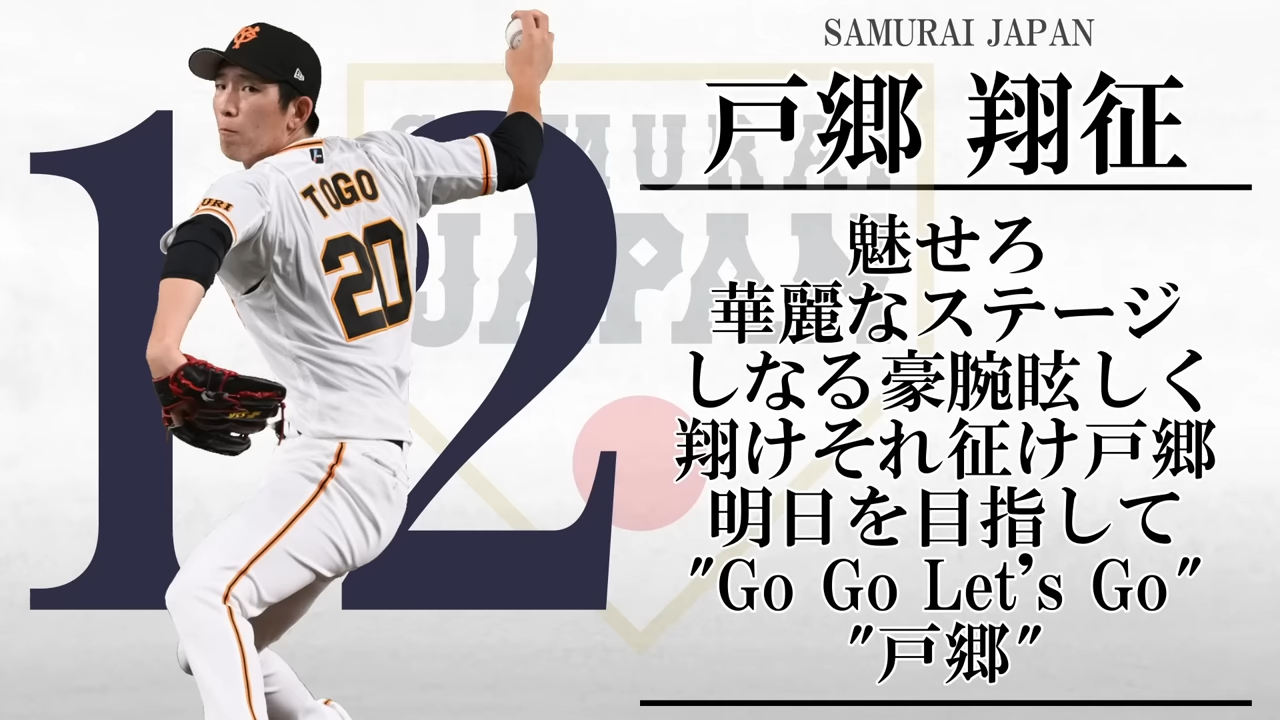 SAMURAI JAPAN
戸郷 翔征
12
SAMURAI
JAPAN
TOGO
20
魅せろ
華麗なステージ
しなる豪腕眩しく
翔けそれ征け戸郷
明日を目指して
"Go Go Let's Go"
"戸郷"